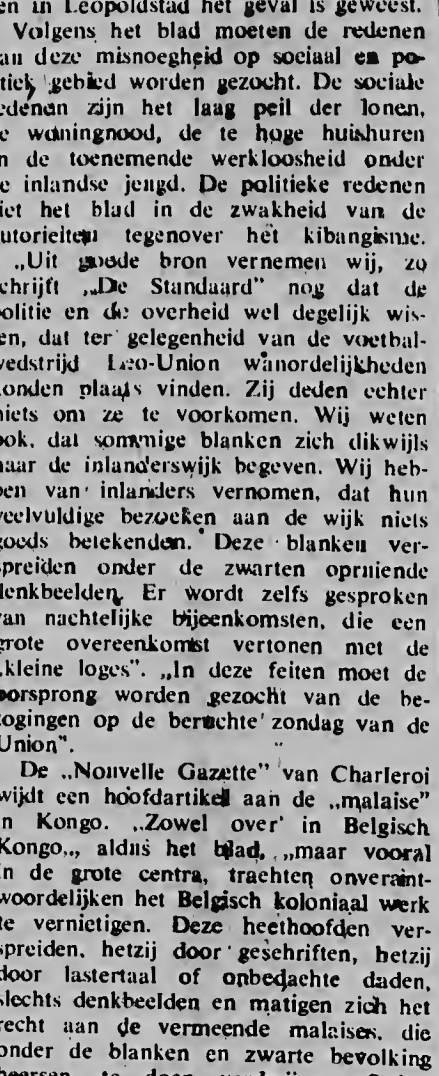 en in Leopoldstad het geval is geweest.
Volgens het blad moeten de redenen
an deze misnoegheid op sociaal en po-
tiek gebied worden gezocht. De sociale
edenen zijn het laag peil der lonen,
e woningnood, de te hoge huishuren
n de toenemende werkloosheid onder
e inlandse jeugd. De politieke redenen
iet het blad in de zwakheid van de
utorieiten tegenover het kibangisme.
„Uit goede bron vernemen wij, zo
chrijft „De Standaard” nog dat de
olitie en de overheid wel degelijk wis-
en, dat ter gelegenheid van de voetbal-
vedstrijd Leo-Union wanordelijkheden
onden plaats vinden. Zij deden echter
niets om ze te voorkomen. Wij weten
ook, dat sommige blanken zich dikwijls
naar de inlanderswijk begeven. Wij heb-
ben van inlanders vernomen, dat hun
veelvuldige bezoeken aan de wijk niets
goeds betekenden. Deze blanken ver-
spreiden onder de zwarten opruiende
denkbeelden. Er wordt zelfs gesproken
van nachtelijke bijeenkomsten, die een
grote overeenkomst vertonen met de
„kleine loges”. „In deze feiten moet de
oorsprong worden gezocht van de be-
togingen op de beruchte zondag van de
Union”.
De „Nouvelle Gazette” van Charleroi
wijdt een hoofdartikel aan de „malaise”
in Kongo. „Zowel over in Belgisch
Kongo„, aldus het blad, „maar vooral
in de grote centra, trachten onverant-
woordelijken het Belgisch koloniaal werk
te vernietigen. Deze heethoofden ver-
spreiden, hetzij door geschriften, hetzij
door lastertaal of onbedachte daden,
slechts denkbeelden en matigen zich het
recht aan de vermeende malaises, die
onder de blanken en zwarte bevolking